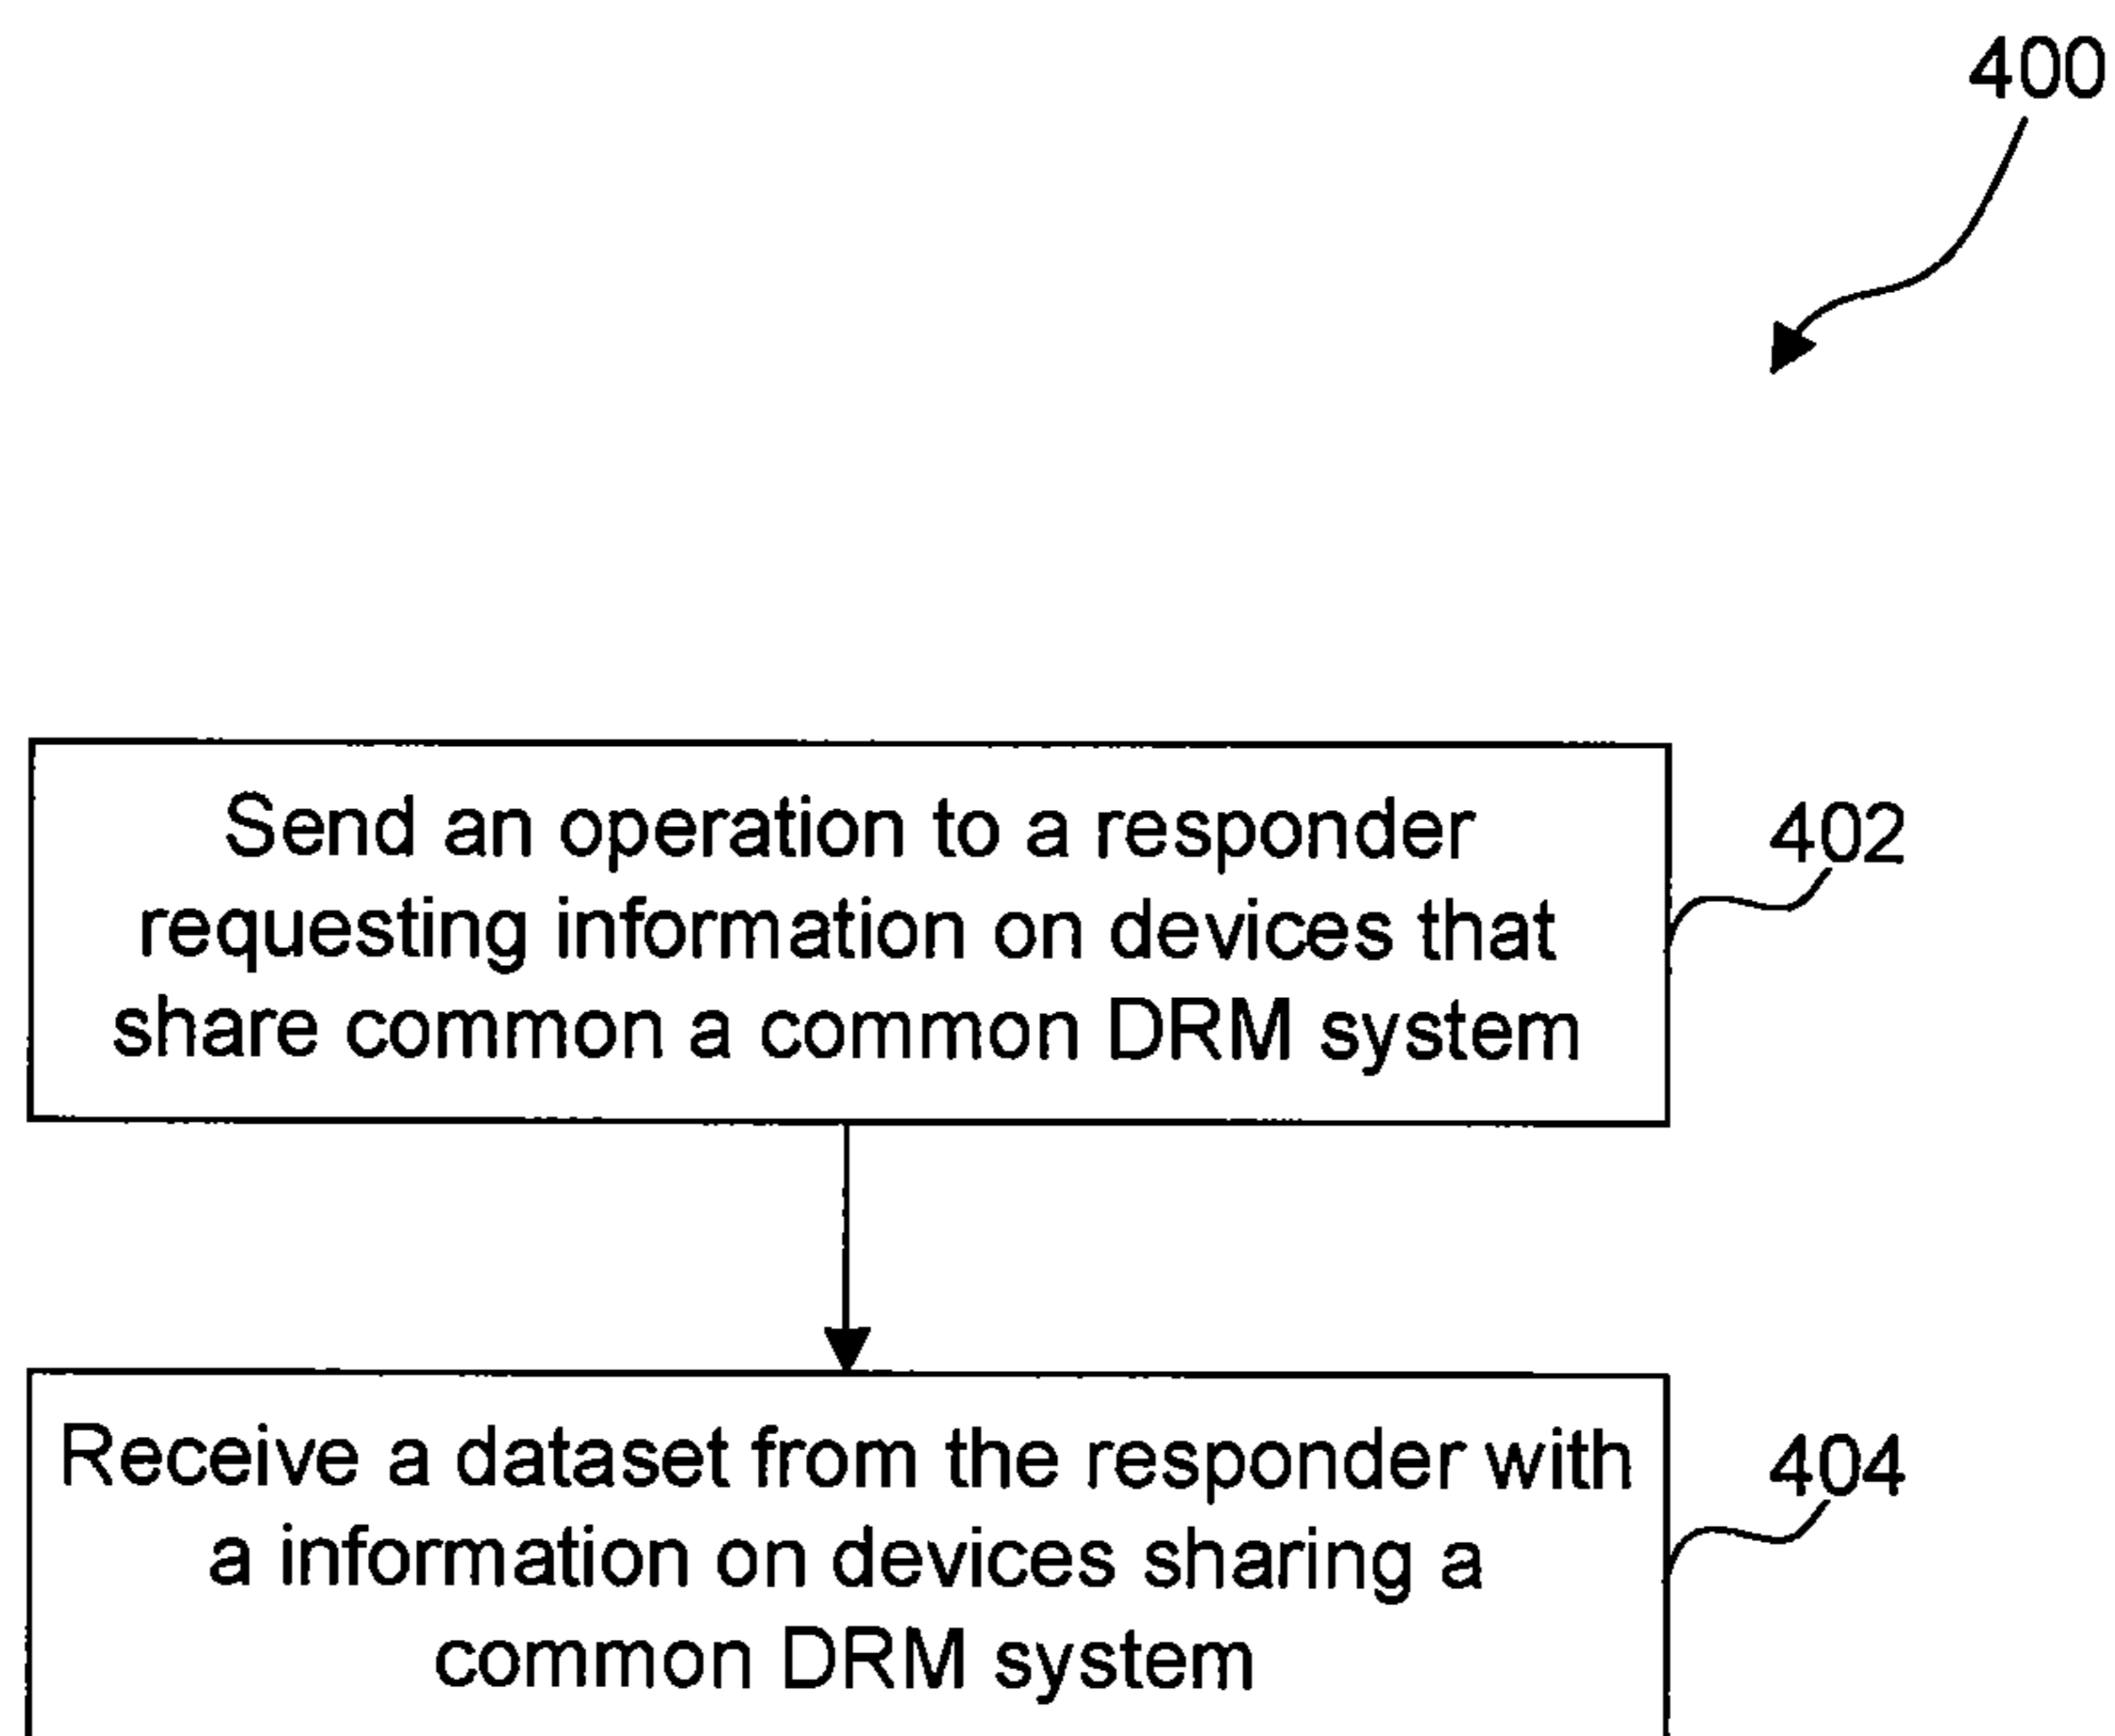 400
Send an operation to a responder
requesting information on devices that
share common a common DRM system
402
Receive a dataset from the responder with
a information on devices sharing a
common DRM system
404